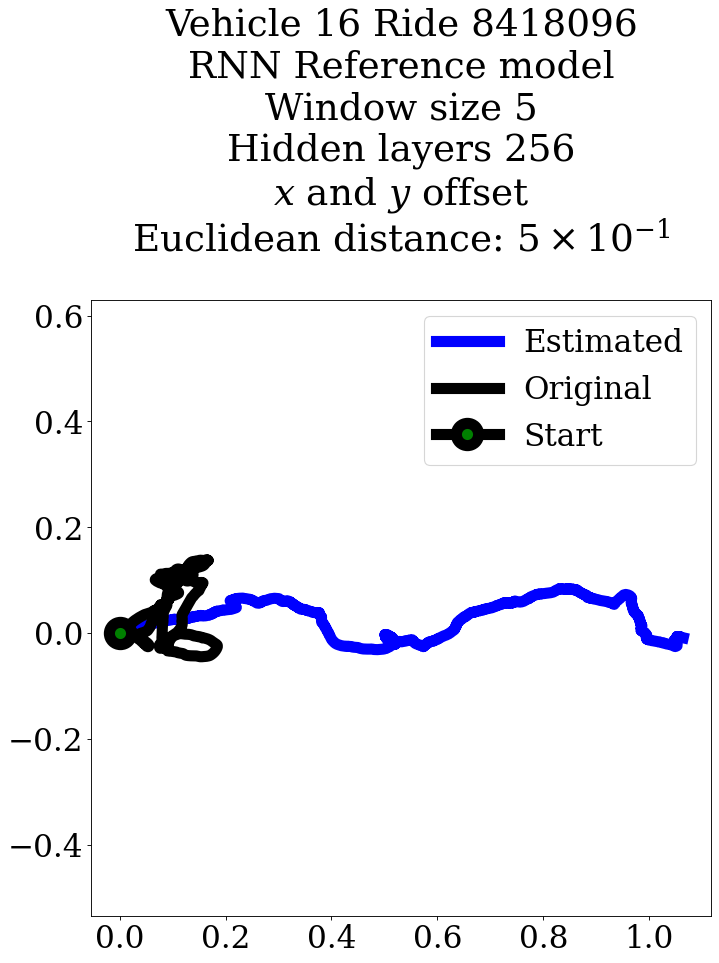 Vehicle 16 Ride 8418096
RNN Reference model
Window size 5
Hidden layers 256
x and y offset
Euclidean distance: 5 × 10⁻¹
Estimated
Original
Start
0.6
0.4
0.2
0.0
−0.2
−0.4
0.0 0.2 0.4 0.6 0.8 1.0